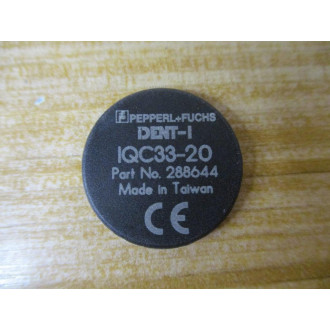 PEPPERL+FUCHS
IDENT-I
IQC33-20
Part No. 288644
Made in Taiwan
CE